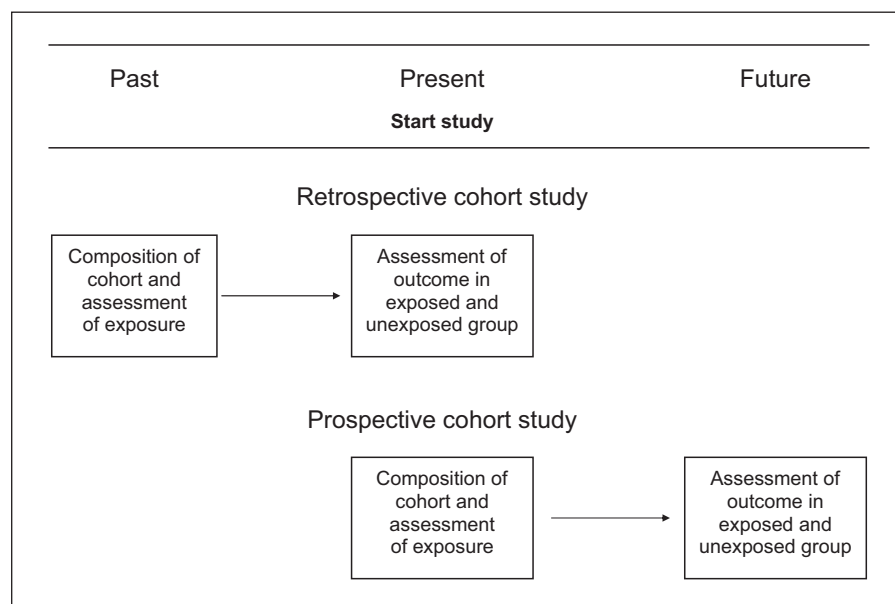 Past Present Future
Start study
Retrospective cohort study
Composition of
cohort and
assessment
of exposure
Assessment of
outcome in
exposed and
unexposed group
Prospective cohort study
Composition of
cohort and
assessment
of exposure
Assessment of
outcome in
exposed and
unexposed group